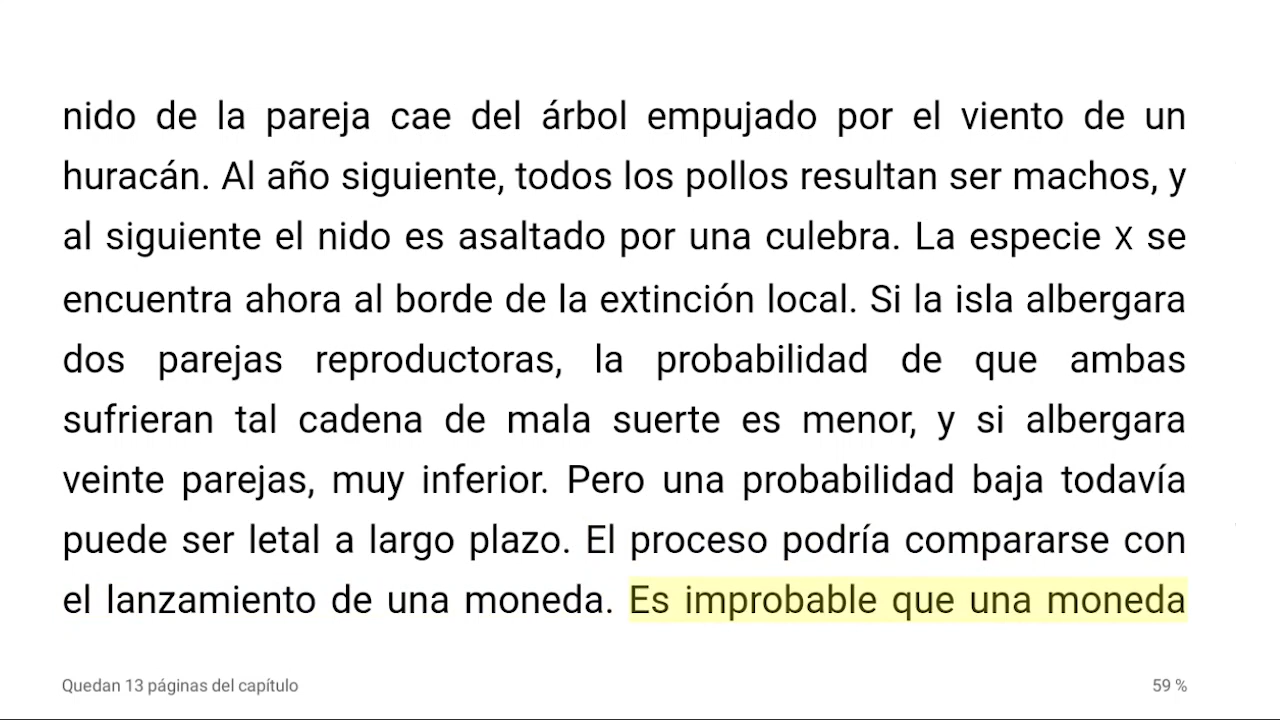 nido de la pareja cae del árbol empujado por el viento de un
huracán. Al año siguiente, todos los pollos resultan ser machos, y
al siguiente el nido es asaltado por una culebra. La especie x se
encuentra ahora al borde de la extinción local. Si la isla albergara
dos parejas reproductoras, la probabilidad de que ambas
sufrieran tal cadena de mala suerte es menor, y si albergara
veinte parejas, muy inferior. Pero una probabilidad baja todavía
puede ser letal a largo plazo. El proceso podría compararse con
el lanzamiento de una moneda. Es improbable que una moneda
Quedan 13 páginas del capítulo
59 %